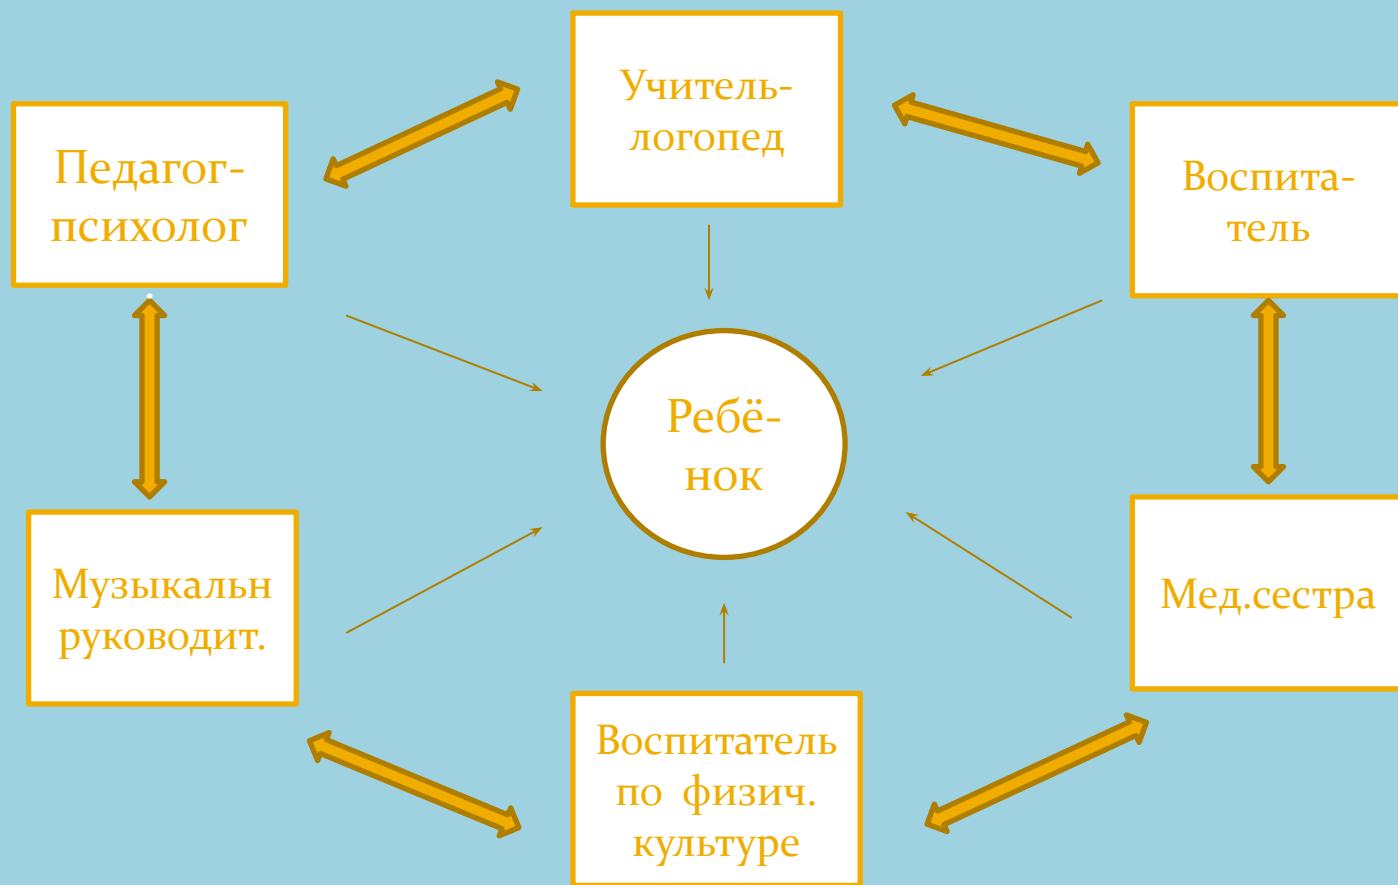 Учитель-
логопед
Педагог-
психолог
Воспита-
тель
Ребё-
нок
Музыкальн
руководит.
Мед.сестра
Воспитатель
по физич.
культуре